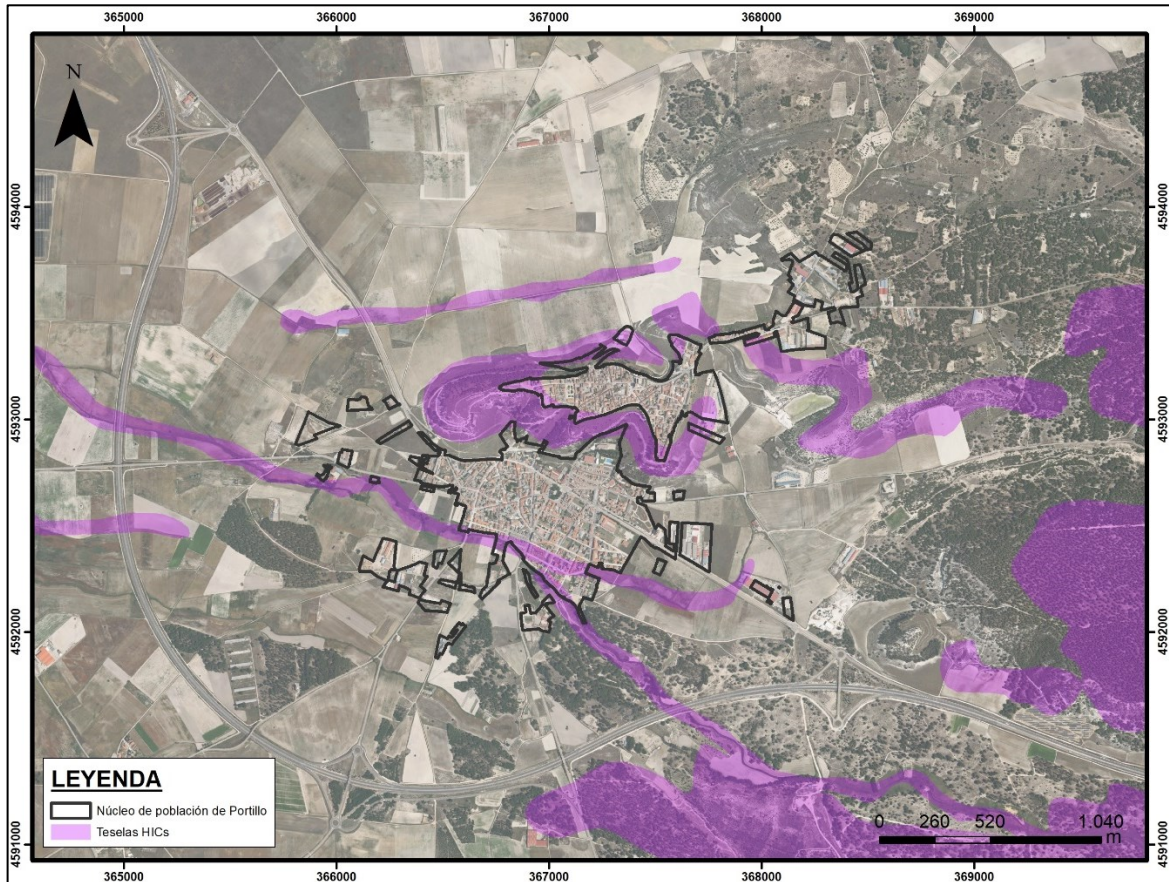 365000 366000 367000 368000 369000
N
4594000 4594000
4593000 4593000
4592000 4592000
4591000 4591000
LEYENDA
Núcleo de población de Portillo
Teselas HICs
0 260 520 1.040
m
365000 366000 367000 368000 369000